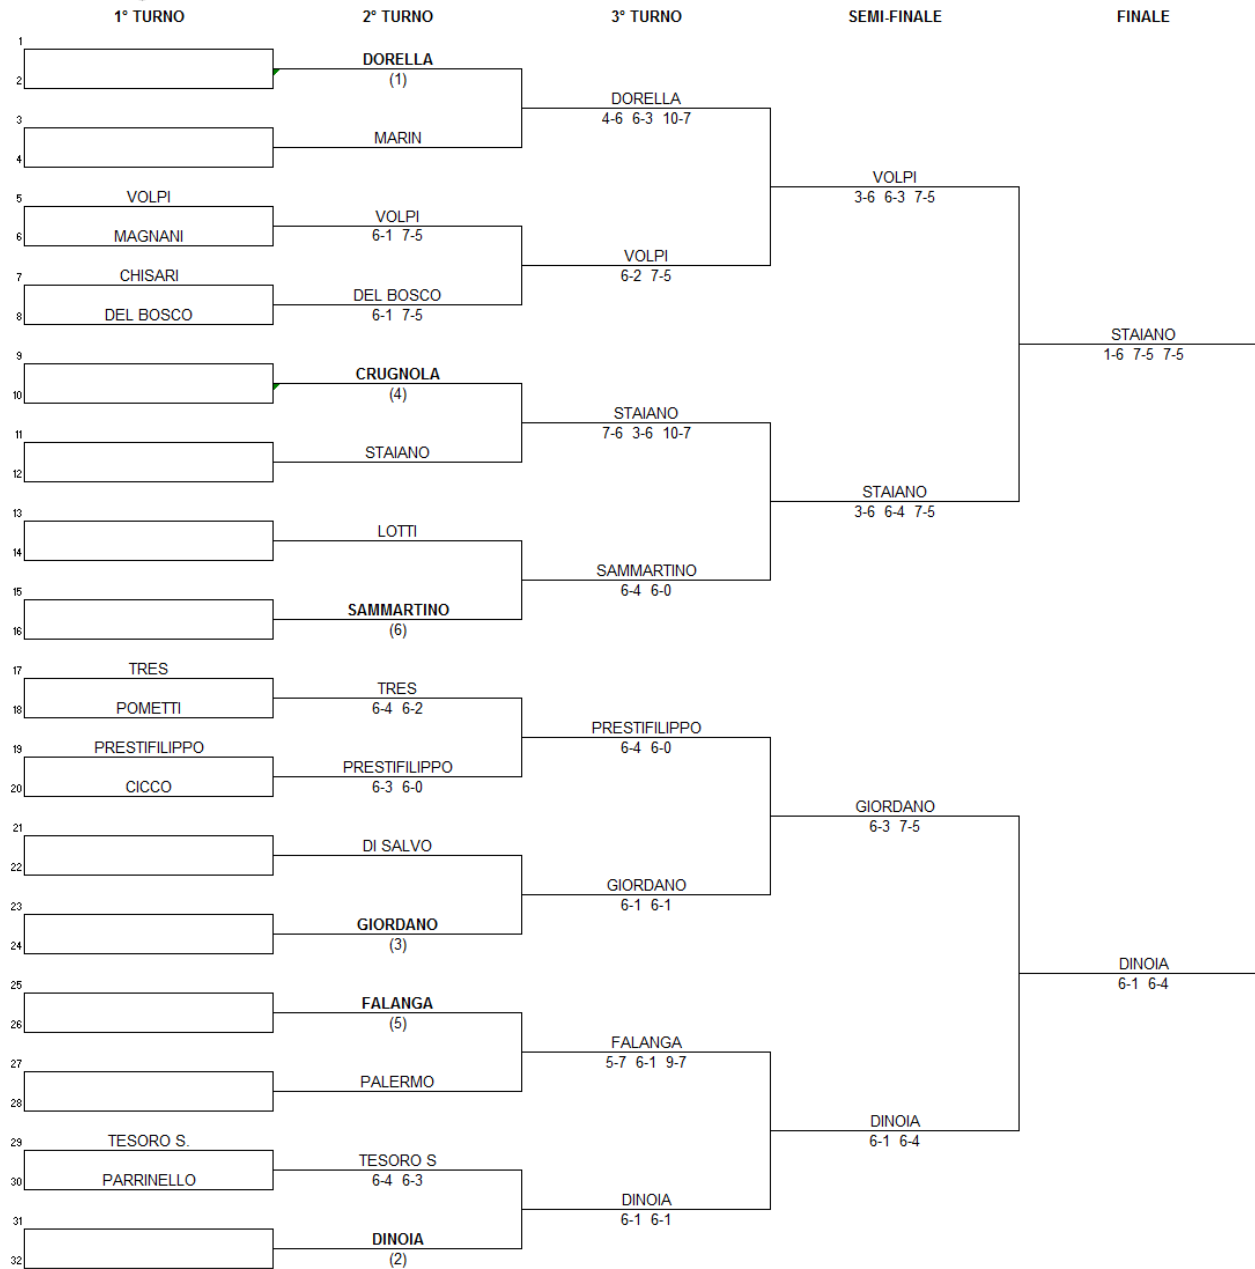 1° TURNO 2° TURNO 3° TURNO SEMI-FINALE FINALE
1
DORELLA
2
(1)
DORELLA
3
4-6 6-3 10-7
MARIN
4
VOLPI
5
VOLPI
3-6 6-3 7-5
VOLPI
6
MAGNANI
6-1 7-5
VOLPI
7
CHISARI
6-2 7-5
DEL BOSCO
8
DEL BOSCO
6-1 7-5
STAIANO
9
1-6 7-5 7-5
CRUGNOLA
10
(4)
STAIANO
11
7-6 3-6 10-7
STAIANO
12
STAIANO
13
3-6 6-4 7-5
LOTTI
14
SAMMARTINO
15
6-4 6-0
SAMMARTINO
16
(6)
17
TRES
TRES
18
POMETTI
6-4 6-2
PRESTIFILIPPO
19
PRESTIFILIPPO
6-4 6-0
PRESTIFILIPPO
20
CICCO
6-3 6-0
GIORDANO
21
6-3 7-5
DI SALVO
22
GIORDANO
23
6-1 6-1
GIORDANO
24
(3)
DINOIA
25
6-1 6-4
FALANGA
26
(5)
FALANGA
27
5-7 6-1 9-7
PALERMO
28
DINOIA
29
TESORO S.
6-1 6-4
TESORO S
30
PARRINELLO
6-4 6-3
DINOIA
31
6-1 6-1
DINOIA
32
(2)